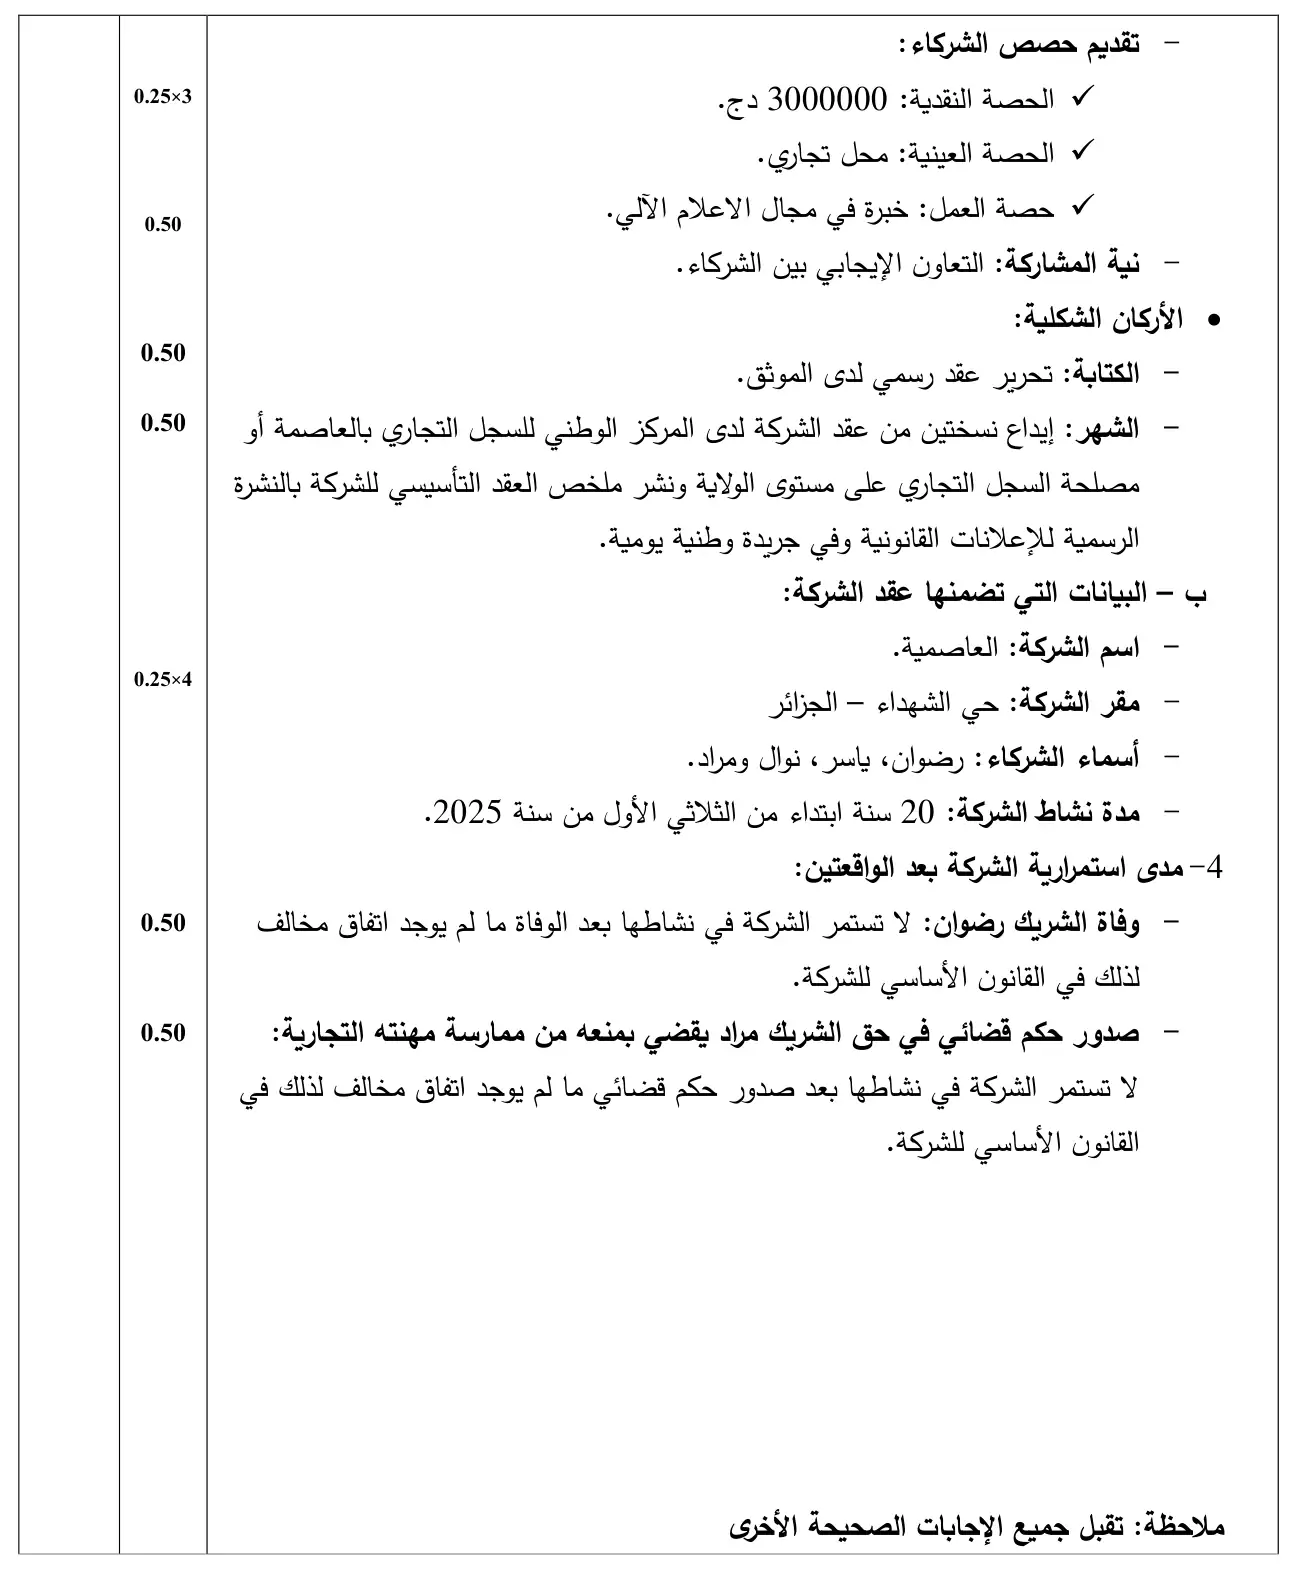 - تقديم حصص الشركاء:
0.25×3
✓ الحصة النقدية: 3000000 دج.
✓ الحصة العينية: محل تجاري.
✓ حصة العمل: خبرة في مجال الاعلام الآلي.
0.50
- نية المشاركة: التعاون الإيجابي بين الشركاء.
• الأركان الشكلية:
0.50
- الكتابة: تحرير عقد رسمي لدى الموثق.
0.50
- الشهر: إيداع نسختين من عقد الشركة لدى المركز الوطني للسجل التجاري بالعاصمة أو
مصلحة السجل التجاري على مستوى الولاية ونشر ملخص العقد التأسيسي للشركة بالنشرة
الرسمية للإعلانات القانونية وفي جريدة وطنية يومية.
ب – البيانات التي تضمنها عقد الشركة:
- اسم الشركة: العاصمية.
0.25×4
- مقر الشركة: حي الشهداء – الجزائر
- أسماء الشركاء: رضوان، ياسر، نوال ومراد.
- مدة نشاط الشركة: 20 سنة ابتداء من الثلاثي الأول من سنة 2025.
4- مدى استمرارية الشركة بعد الواقعتين:
0.50
- وفاة الشريك رضوان: لا تستمر الشركة في نشاطها بعد الوفاة ما لم يوجد اتفاق مخالف
لذلك في القانون الأساسي للشركة.
0.50
- صدور حكم قضائي في حق الشريك مراد يقضي بمنعه من ممارسة مهنته التجارية:
لا تستمر الشركة في نشاطها بعد صدور حكم قضائي ما لم يوجد اتفاق مخالف لذلك في
القانون الأساسي للشركة.
ملاحظة: تقبل جميع الإجابات الصحيحة الأخرى